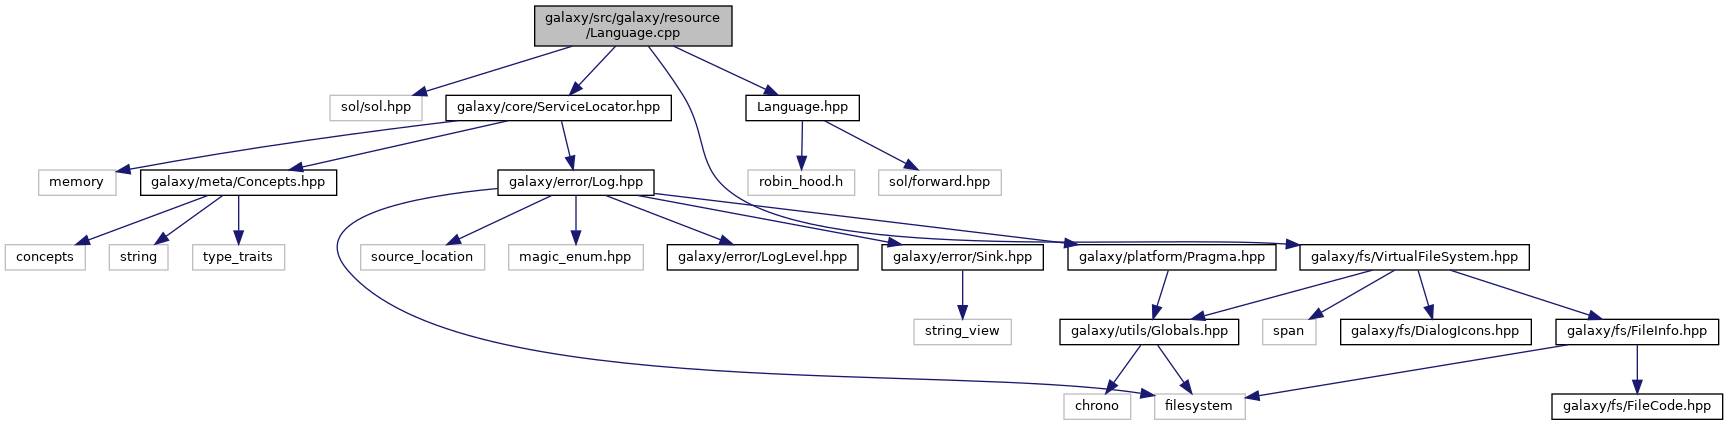 galaxy/src/galaxy/resource
/Language.cpp
sol/sol.hpp
galaxy/core/ServiceLocator.hpp
Language.hpp
memory
galaxy/meta/Concepts.hpp
galaxy/error/Log.hpp
robin_hood.h
sol/forward.hpp
concepts
string
type_traits
source_location
magic_enum.hpp
galaxy/error/LogLevel.hpp
galaxy/error/Sink.hpp
galaxy/platform/Pragma.hpp
galaxy/fs/VirtualFileSystem.hpp
string_view
galaxy/utils/Globals.hpp
span
galaxy/fs/DialogIcons.hpp
galaxy/fs/FileInfo.hpp
chrono
filesystem
galaxy/fs/FileCode.hpp